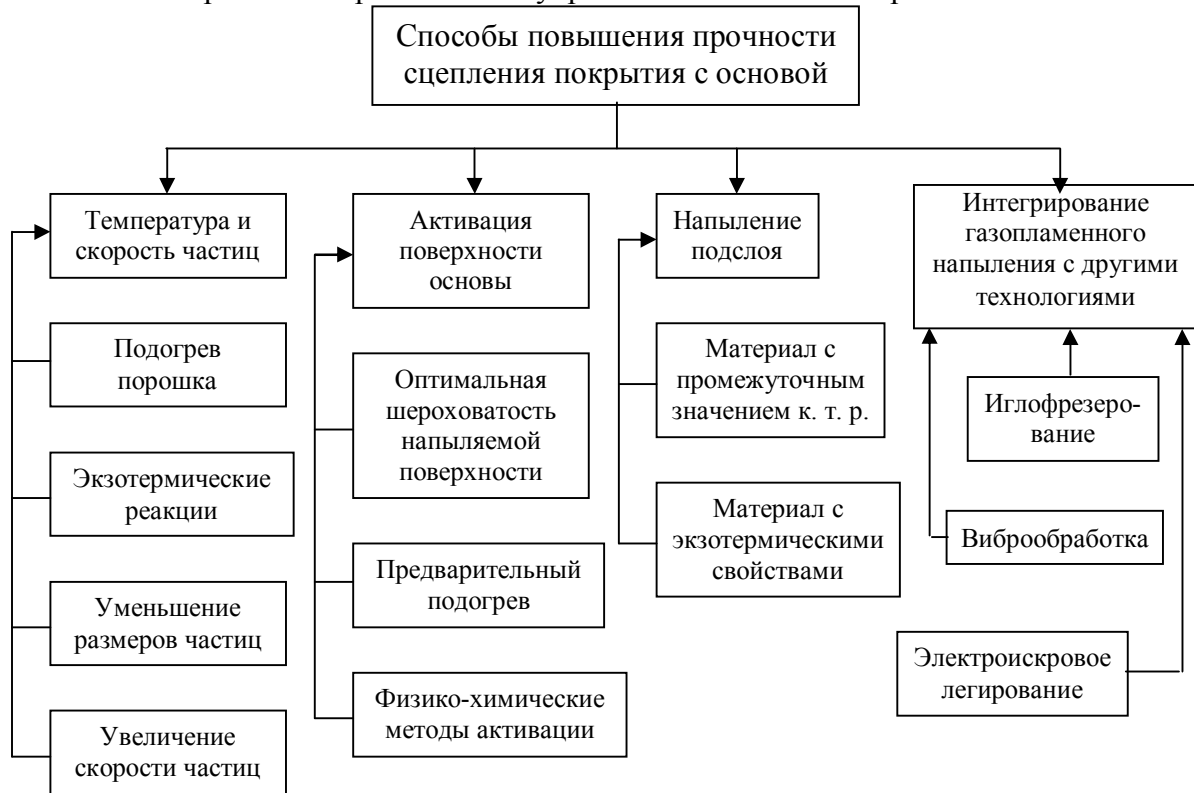 Способы повышения прочности
сцепления покрытия с основой
Температура и
скорость частиц
Подогрев
порошка
Экзотермические
реакции
Уменьшение
размеров частиц
Увеличение
скорости частиц
Активация
поверхности
основы
Оптимальная
шероховатость
напыляемой
поверхности
Предварительный
подогрев
Физико-химические
методы активации
Напыление
подслоя
Материал с
промежуточным
значением к. т. р.
Материал с
экзотермическими
свойствами
Интегрирование
газопламенного
напыления с другими
технологиями
Иглофрезеро-
вание
Виброобработка
Электроискровое
легирование